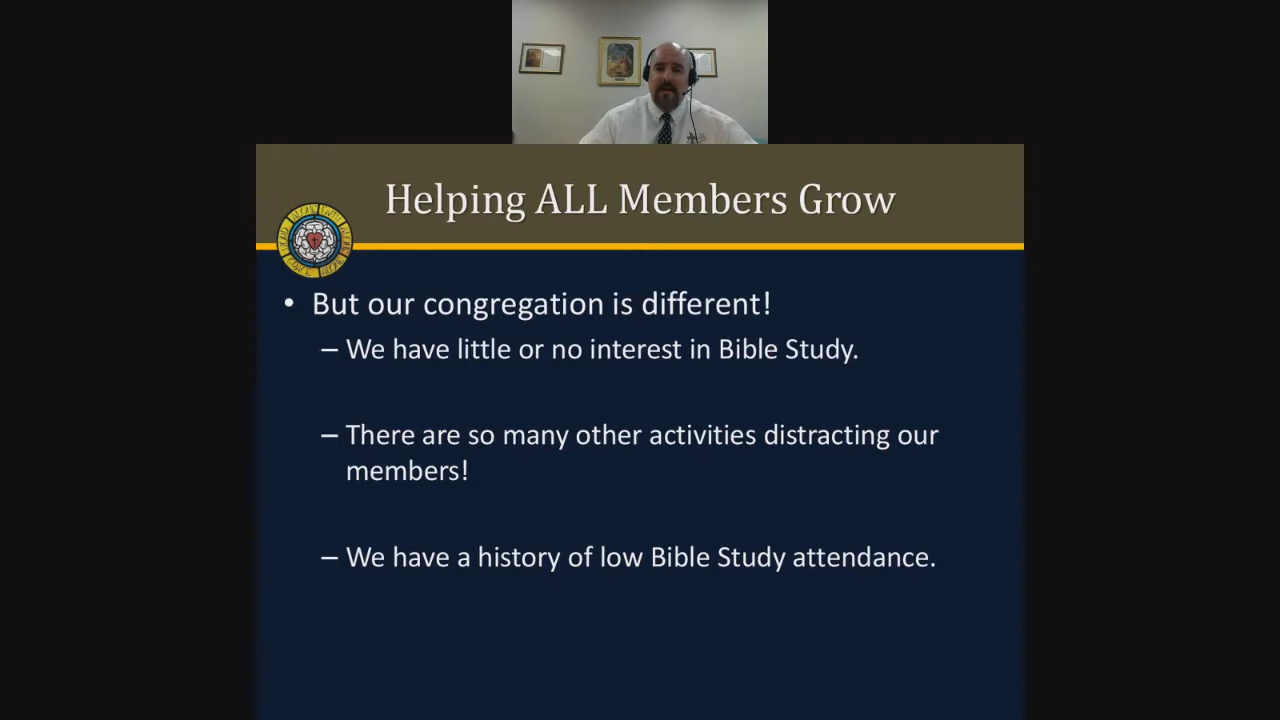 Helping ALL Members Grow
• But our congregation is different!
– We have little or no interest in Bible Study.
– There are so many other activities distracting our
members!
– We have a history of low Bible Study attendance.